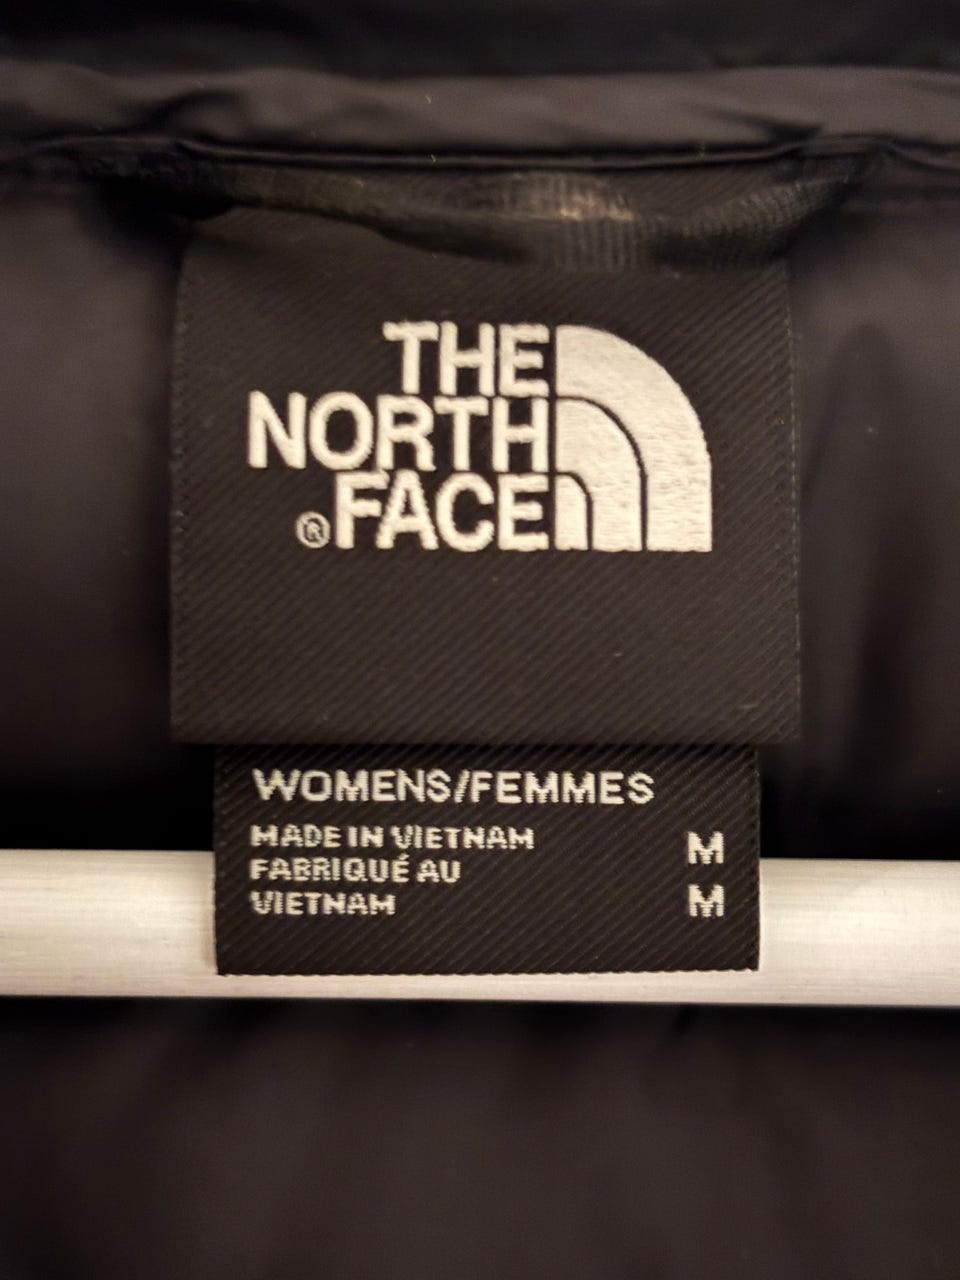 THE
NORTH
®FACE
WOMENS/FEMMES
MADE IN VIETNAM M
FABRIQUÉ AU
VIETNAM M